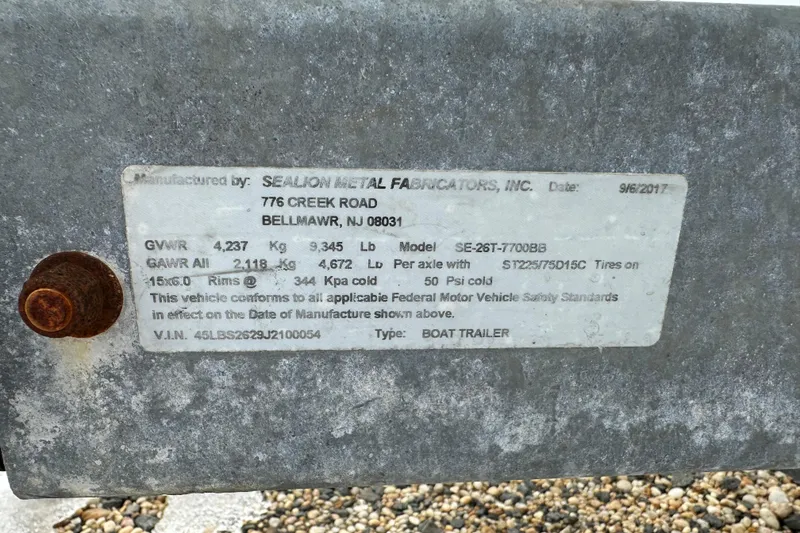 Manufactured by: SEALION METAL FABRICATORS, INC. Date: 9/6/2017
776 CREEK ROAD
BELLMAWR, NJ 08031
GVWR 4,237 Kg 9,345 Lb Model SE-26T-7700BB
GAWR All 2,118 Kg 4,672 Lb Per axle with ST225/75D15C Tires on
15x6.0 Rims @ 344 Kpa cold 50 Psi cold
This vehicle conforms to all applicable Federal Motor Vehicle Safety Standards
in effect on the Date of Manufacture shown above.
V.I.N. 45LBS2629J2100054 Type: BOAT TRAILER